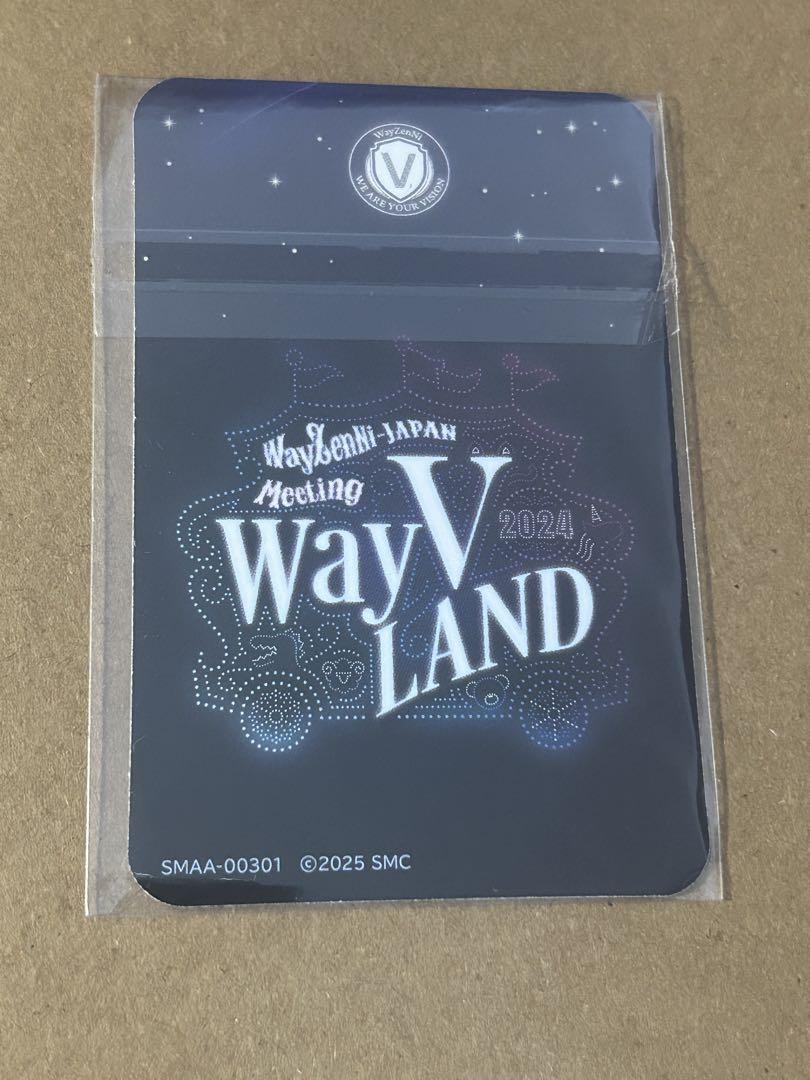 WayZenNi
V
WE ARE YOUR VISION
WayZenNi-JAPAN
Meeting
WayV
2024
LAND
SMAA-00301 ©2025 SMC